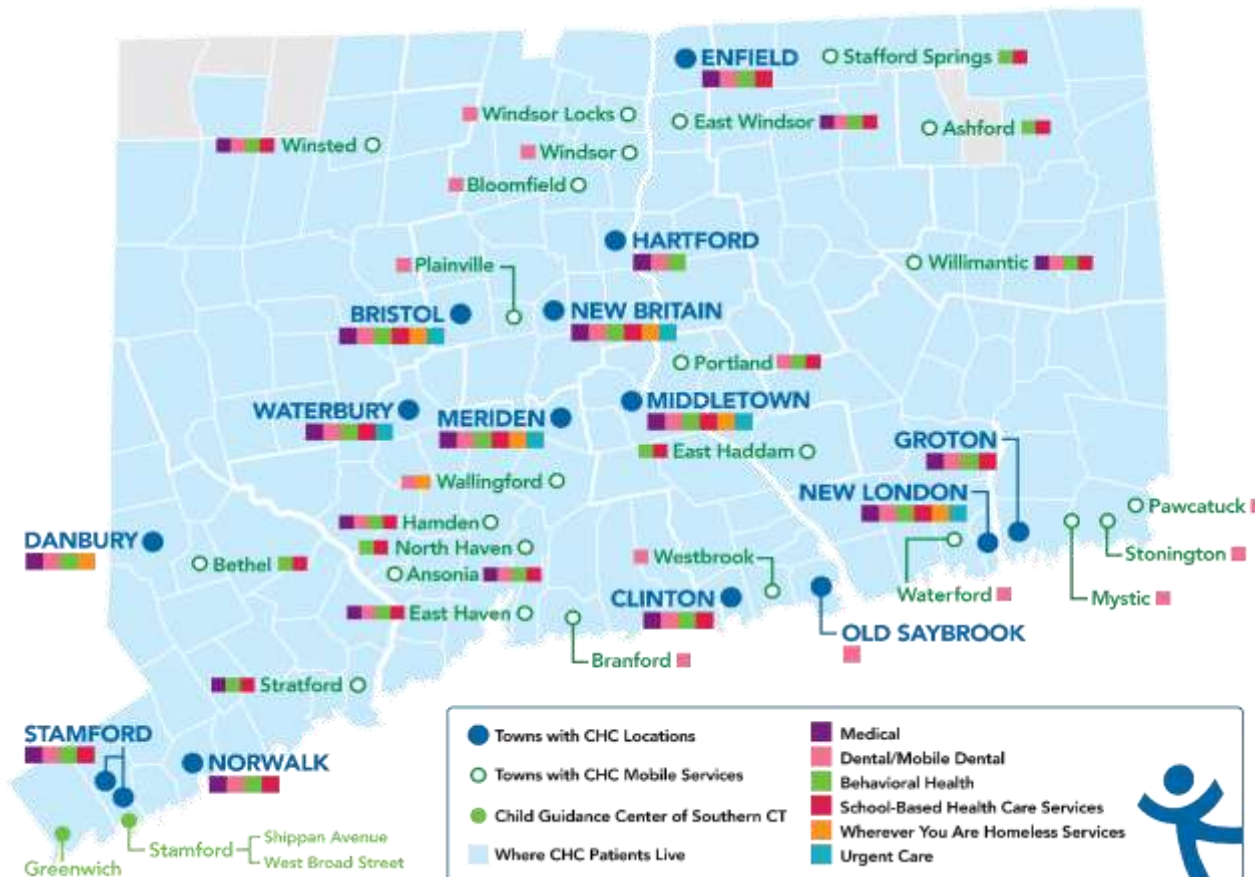 ENFIELD
Stafford Springs
Windsor Locks
East Windsor
Ashford
Winsted
Windsor
Bloomfield
HARTFORD
Plainville
Willimantic
BRISTOL
NEW BRITAIN
Portland
WATERBURY
MERIDEN
MIDDLETOWN
East Haddam
GROTON
Wallingford
NEW LONDON
Pawcatuck
Hamden
DANBURY
North Haven
Westbrook
Stonington
Bethel
Ansonia
Waterford
Mystic
East Haven
CLINTON
OLD SAYBROOK
Branford
Stratford
STAMFORD
NORWALK
Greenwich
Stamford
Shippan Avenue
West Broad Street
Towns with CHC Locations
Towns with CHC Mobile Services
Child Guidance Center of Southern CT
Where CHC Patients Live
Medical
Dental/Mobile Dental
Behavioral Health
School-Based Health Care Services
Wherever You Are Homeless Services
Urgent Care